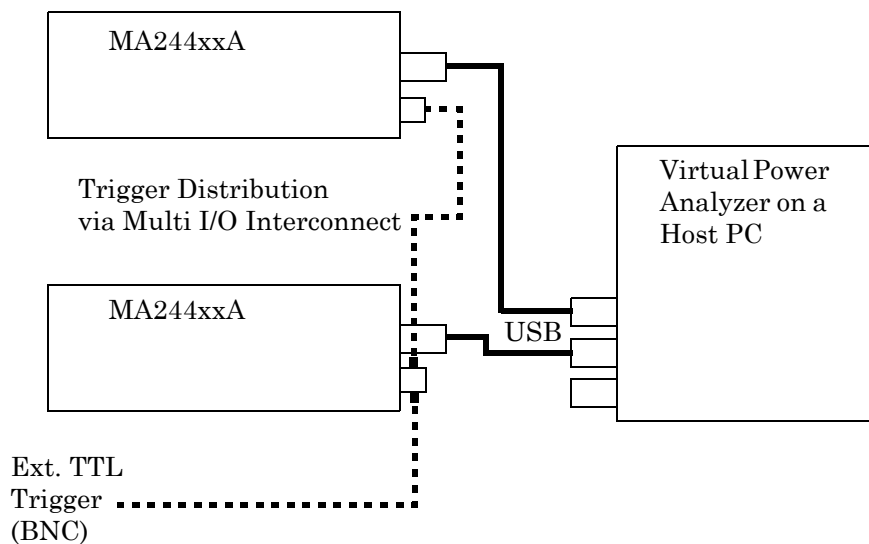 MA244xxA
Trigger Distribution
via Multi I/O Interconnect
Virtual Power
Analyzer on a
Host PC
MA244xxA
USB
Ext. TTL
Trigger
(BNC)